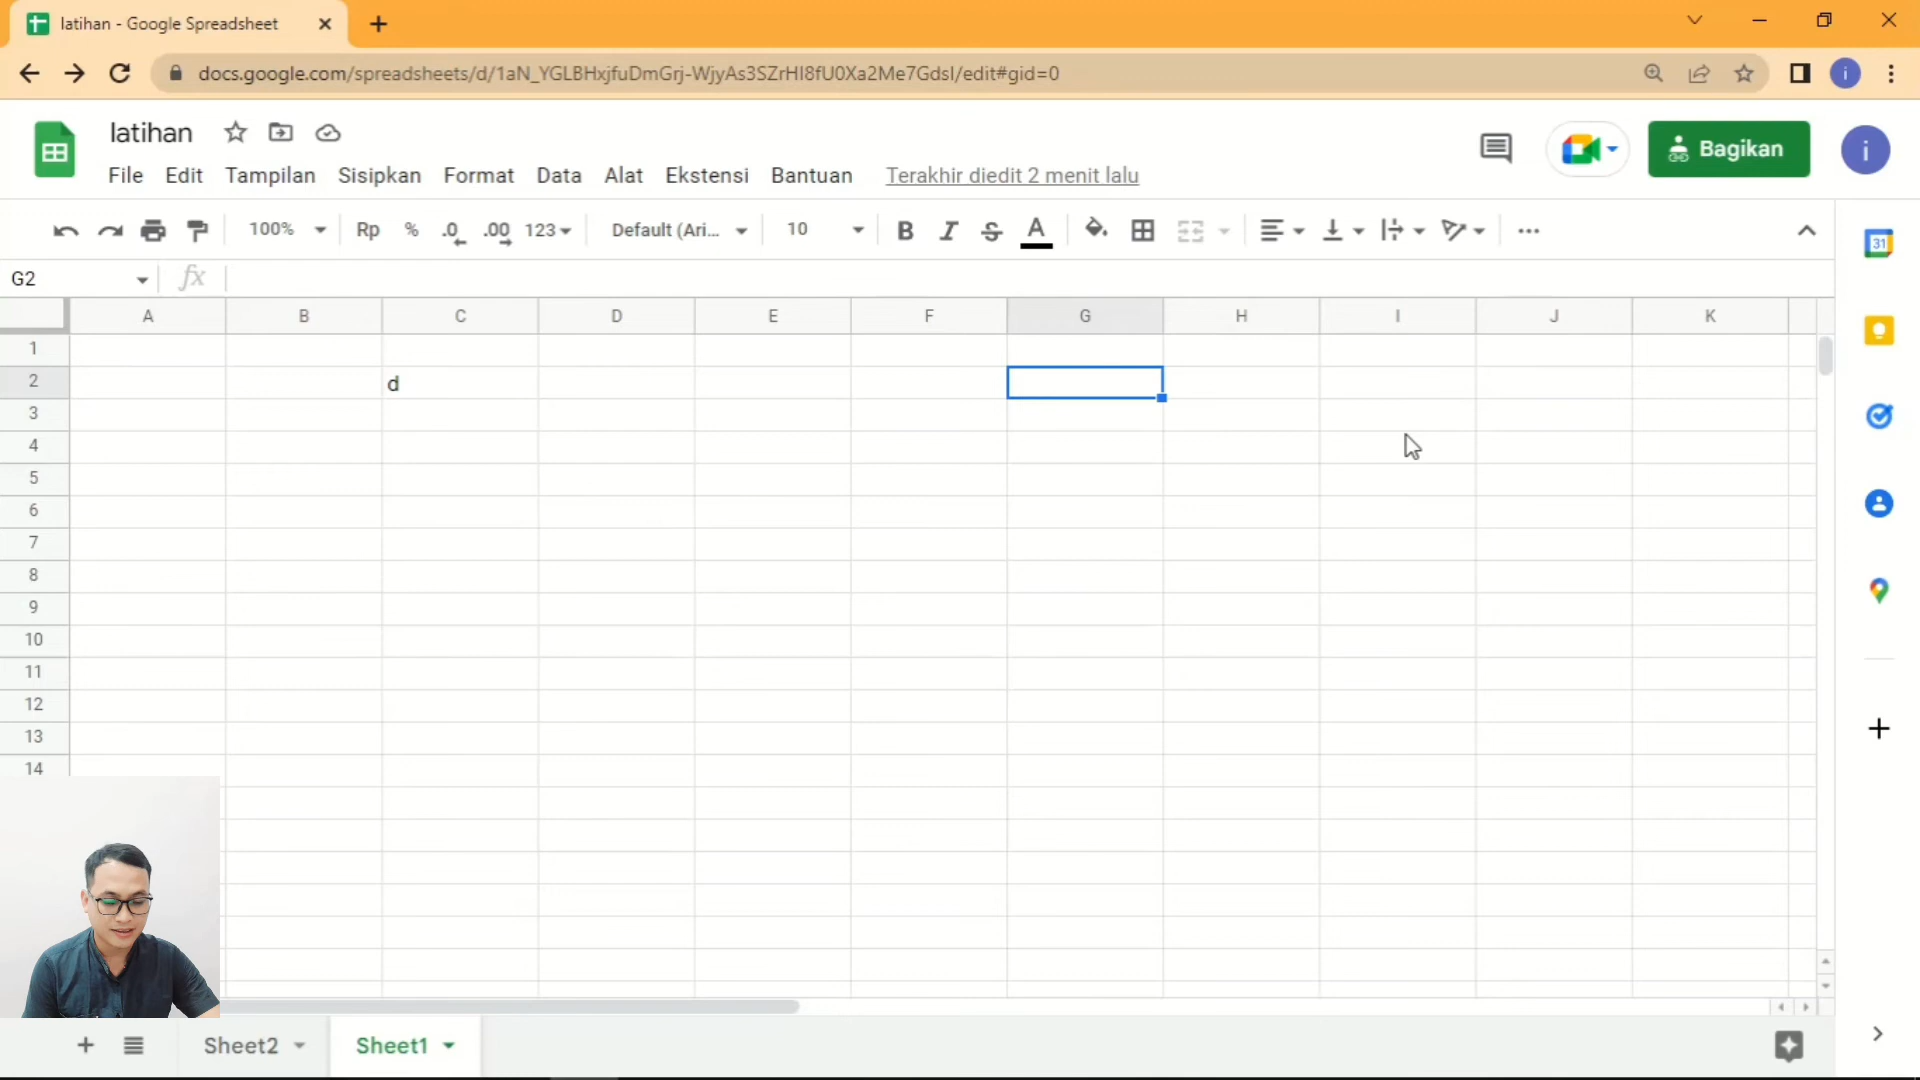 latihan - Google Spreadsheet
docs.google.com/spreadsheets/d/1aN_YGLBHxjfuDmGrj-WjyAs3SZrHI8fU0Xa2Me7GdsI/edit#gid=0
i
latihan
Bagikan
i
File Edit Tampilan Sisipkan Format Data Alat Ekstensi Bantuan Terakhir diedit 2 menit lalu
100% Rp % .0 .00 123 Default (Ari... 10 B I S A
31
G2 fx
A B C D E F G H I J K
1
2 d
3
4
5
6
7
8
9
10
11
12
13
14
Sheet2 Sheet1